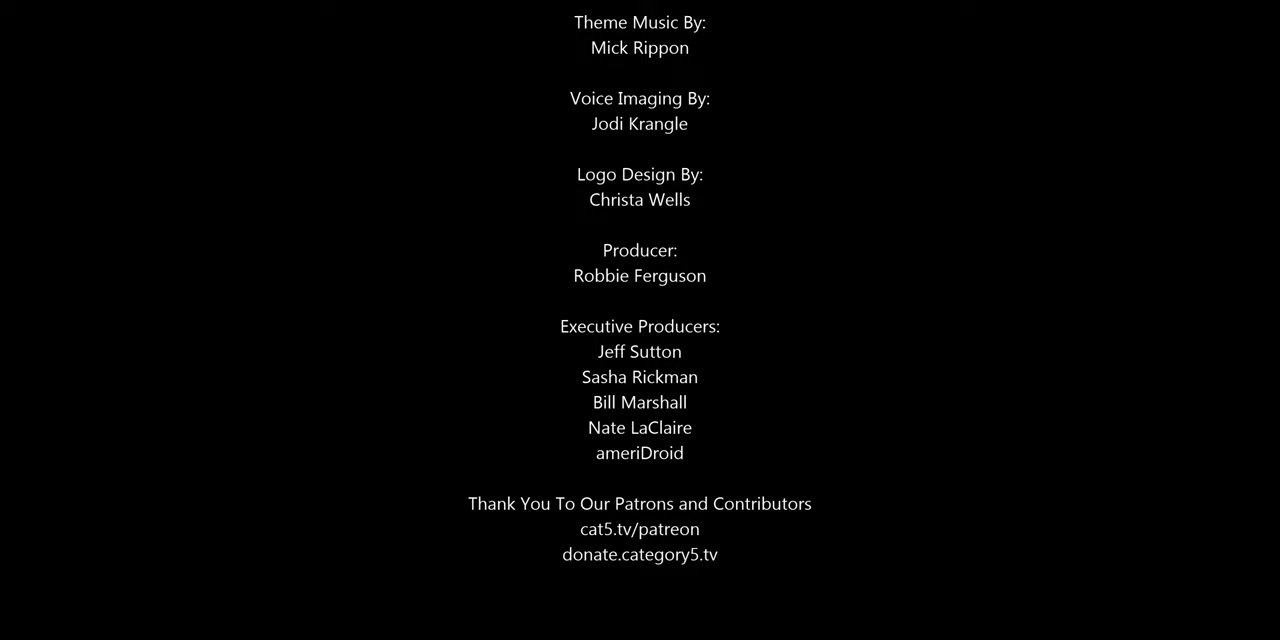 Theme Music By:
Mick Rippon
Voice Imaging By:
Jodi Krangle
Logo Design By:
Christa Wells
Producer:
Robbie Ferguson
Executive Producers:
Jeff Sutton
Sasha Rickman
Bill Marshall
Nate LaClaire
ameriDroid
Thank You To Our Patrons and Contributors
cat5.tv/patreon
donate.category5.tv